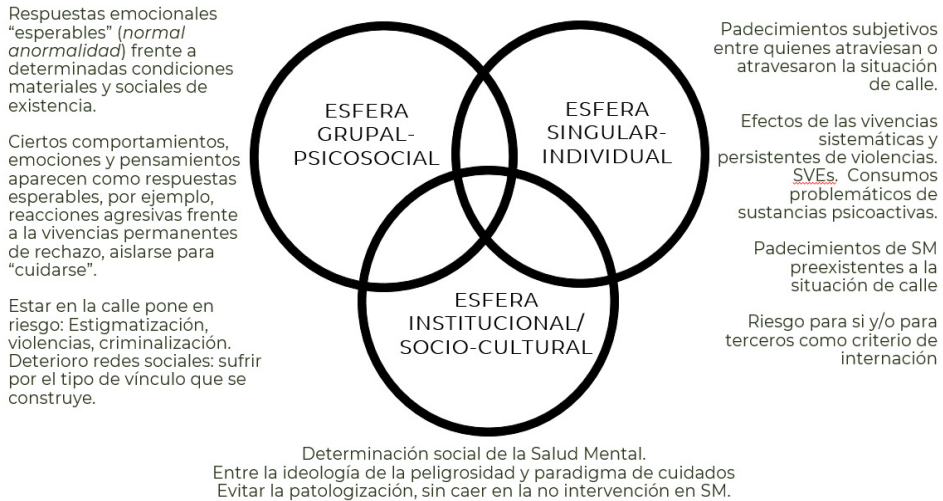 Respuestas emocionales
“esperables” (normal
anormalidad) frente a
determinadas condiciones
materiales y sociales de
existencia.
Ciertos comportamientos,
emociones y pensamientos
aparecen como respuestas
esperables, por ejemplo,
reacciones agresivas frente
a la vivencias permanentes
de rechazo, aislarse para
“cuidarse”.
Estar en la calle pone en
riesgo: Estigmatización,
violencias, criminalización.
Deterioro redes sociales: sufrir
por el tipo de vínculo que se
construye.
ESFERA
GRUPAL-
PSICOSOCIAL
ESFERA
SINGULAR-
INDIVIDUAL
ESFERA
INSTITUCIONAL/
SOCIO-CULTURAL
Padecimientos subjetivos
entre quienes atraviesan o
atravesaron la situación
de calle.
Efectos de las vivencias
sistemáticas y
persistentes de violencias.
SVEs. Consumos
problemáticos de
sustancias psicoactivas.
Padecimientos de SM
preexistentes a la
situación de calle
Riesgo para si y/o para
terceros como criterio de
internación
Determinación social de la Salud Mental.
Entre la ideología de la peligrosidad y paradigma de cuidados
Evitar la patologización, sin caer en la no intervención en SM.